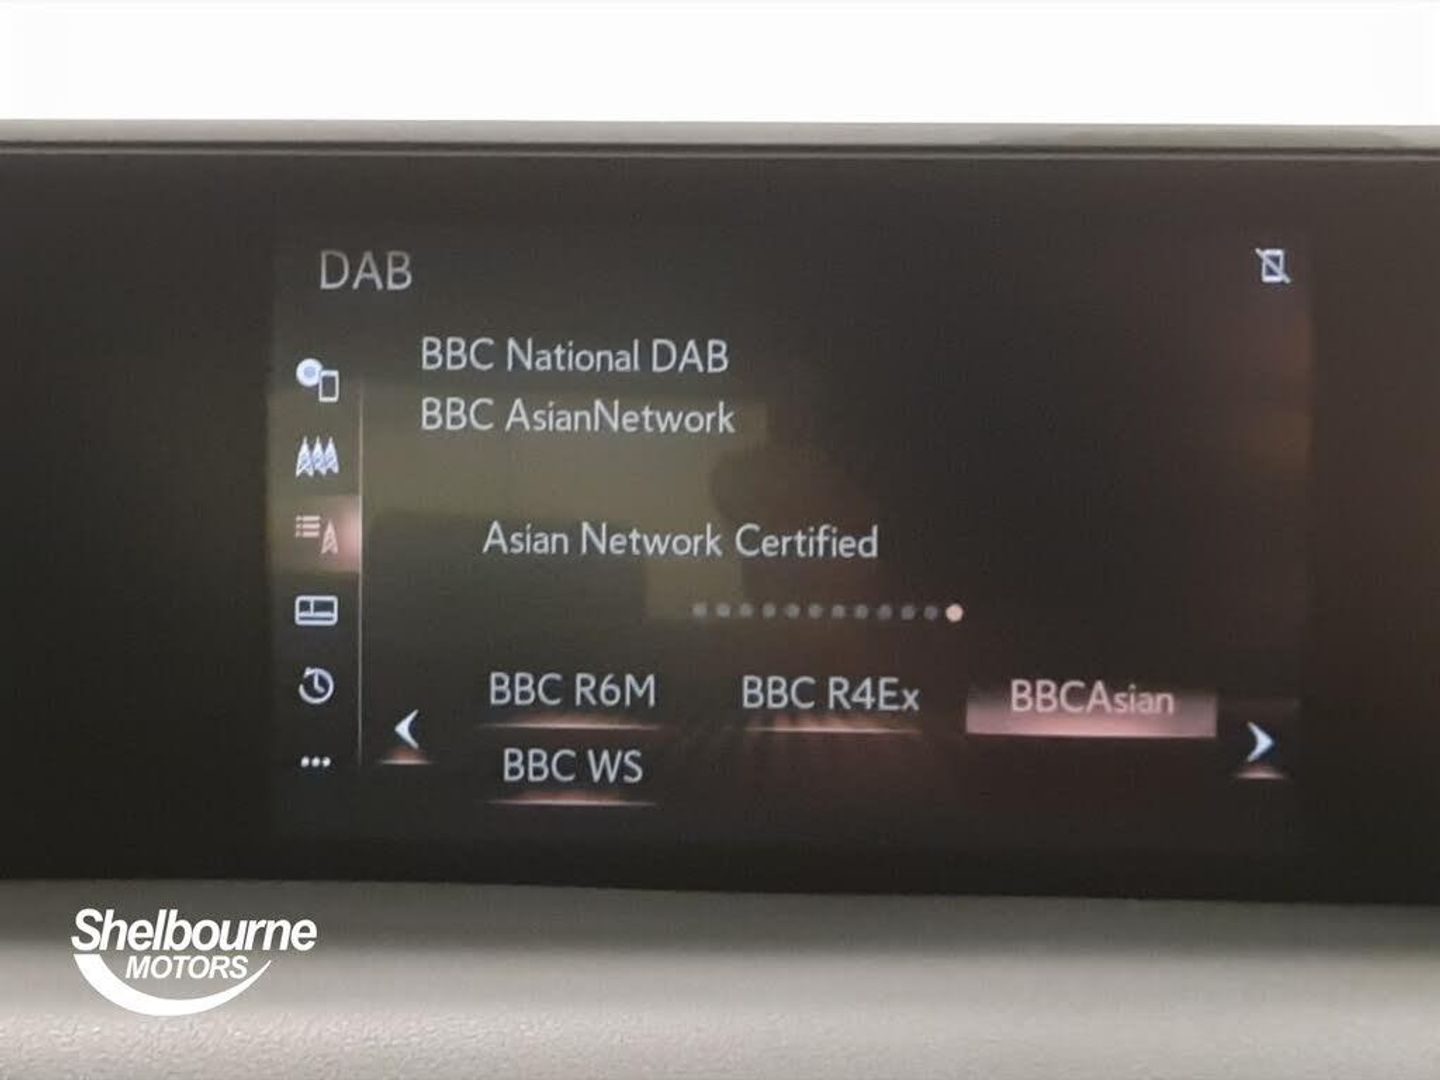 DAB
BBC National DAB
BBC AsianNetwork
Asian Network Certified
BBC R6M
BBC R4Ex
BBCAsian
BBC WS
Shelbourne
MOTORS